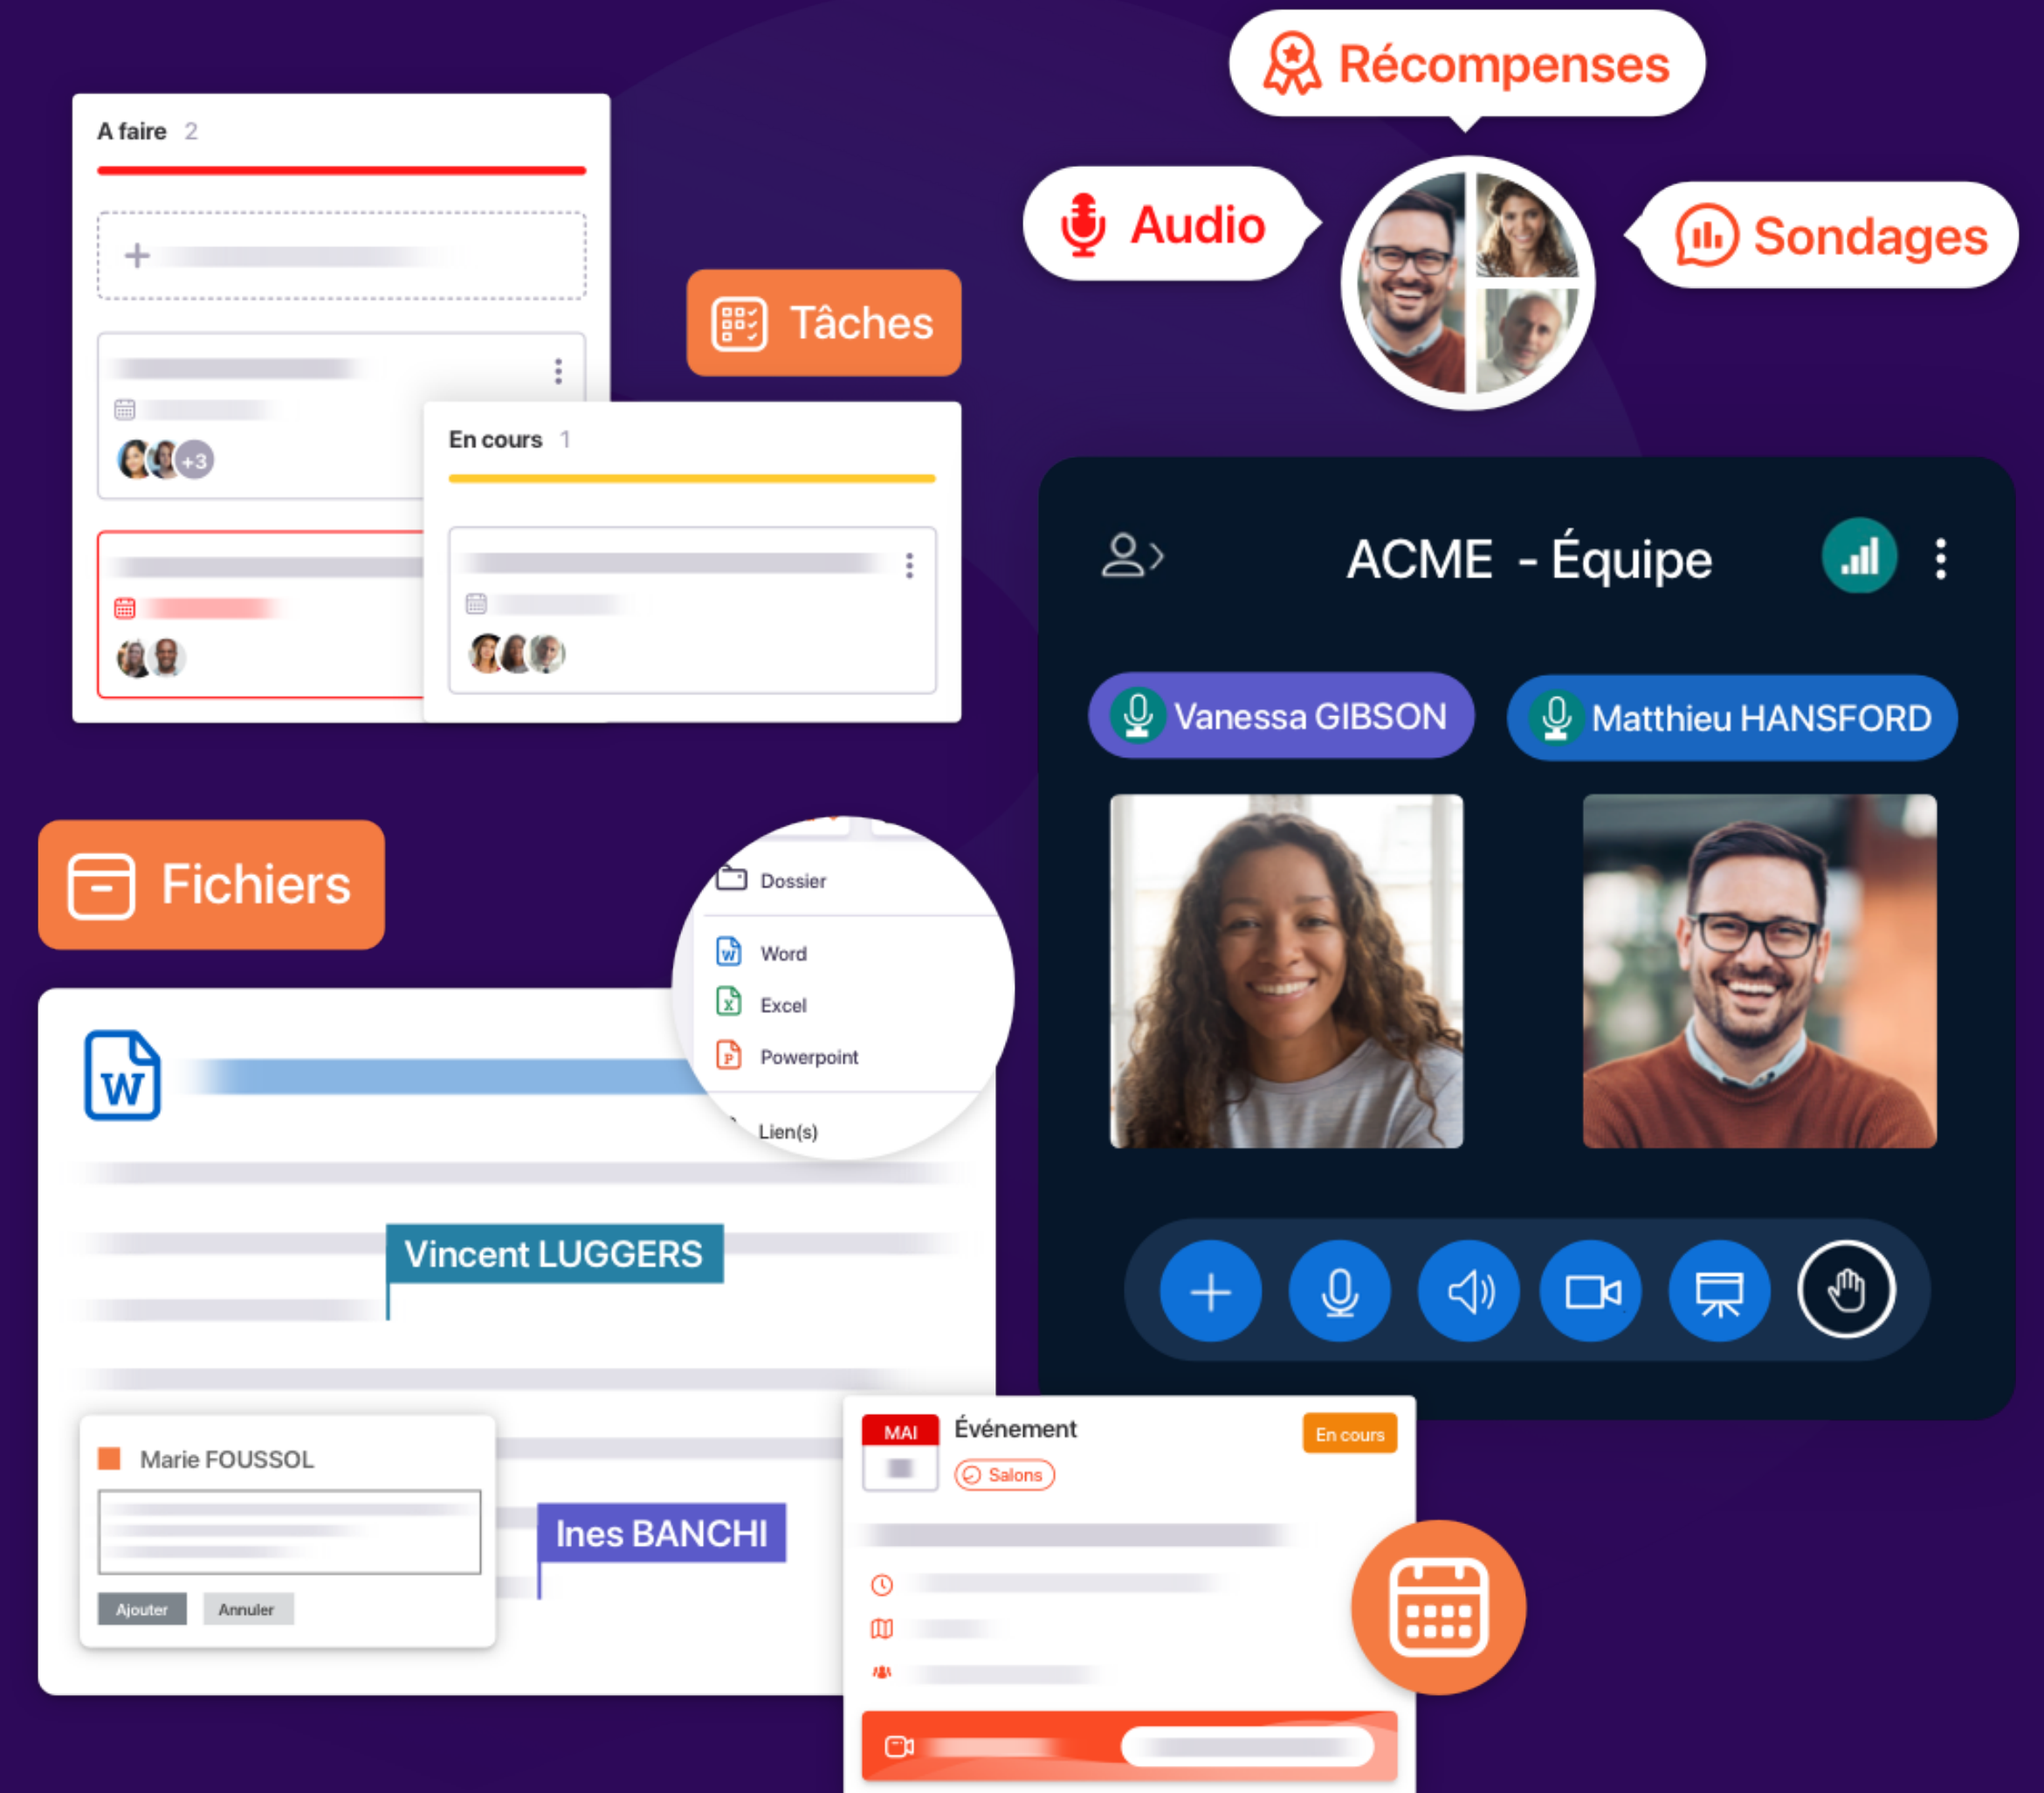 Récompenses
Audio
Sondages
A faire 2
+3
Tâches
En cours 1
ACME - Équipe
Vanessa GIBSON
Matthieu HANSFORD
Fichiers
Dossier
Word
Excel
Powerpoint
Lien(s)
W
Vincent LUGGERS
Marie FOUSSOL
Ajouter Annuler
Ines BANCHI
MAI
Événement
En cours
Salons